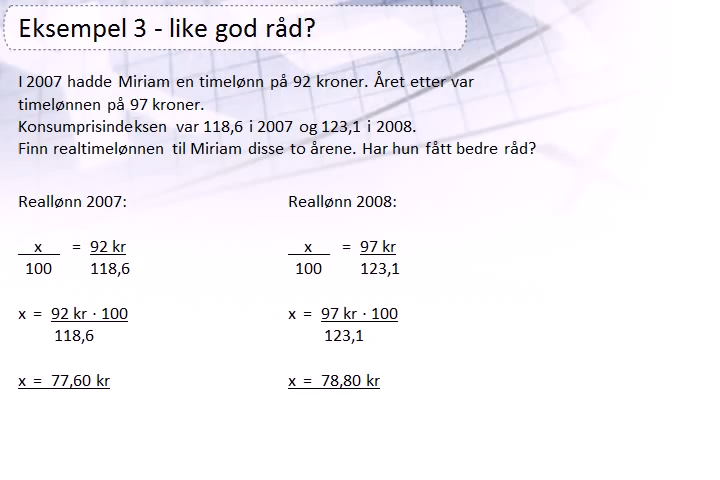 Eksempel 3 - like god råd?
I 2007 hadde Miriam en timelønn på 92 kroner. Året etter var
timelønnen på 97 kroner.
Konsumprisindeksen var 118,6 i 2007 og 123,1 i 2008.
Finn realtimelønnen til Miriam disse to årene. Har hun fått bedre råd?
Reallønn 2007:
x = 92 kr
100 118,6
x = 92 kr · 100
118,6
x = 77,60 kr
Reallønn 2008:
x = 97 kr
100 123,1
x = 97 kr · 100
123,1
x = 78,80 kr